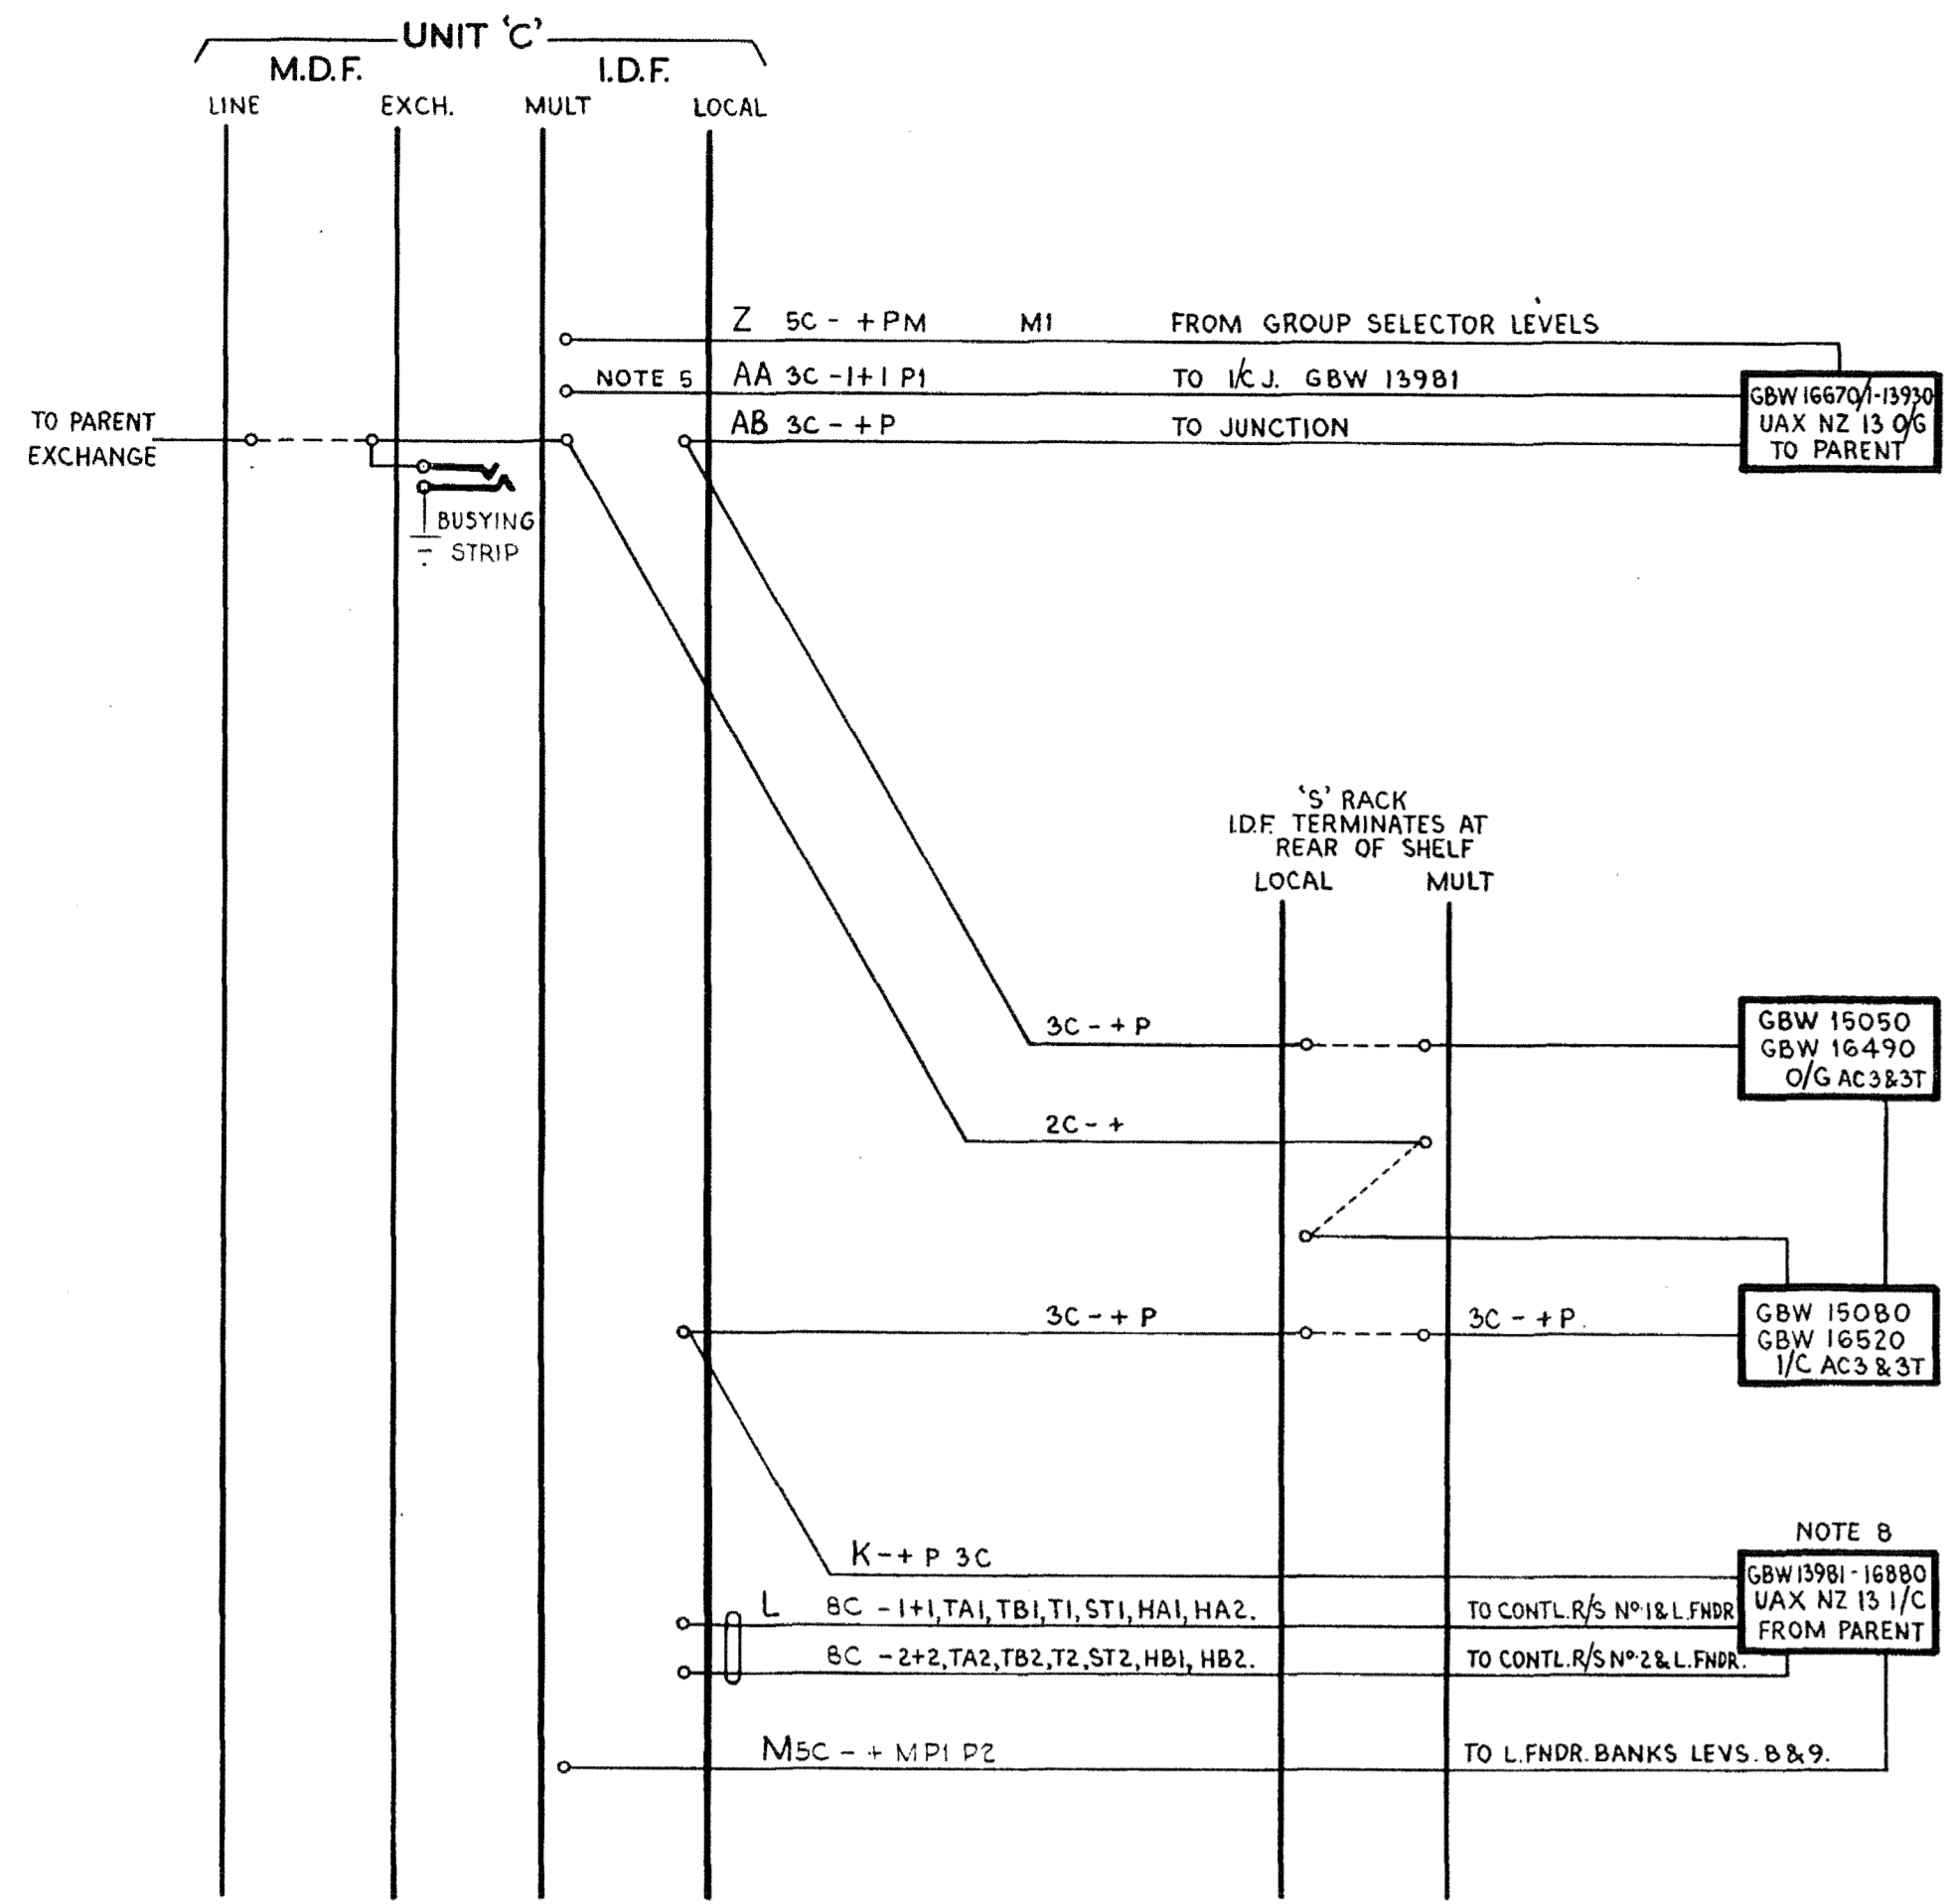 UNIT 'C'
M.D.F. I.D.F.
LINE EXCH. MULT LOCAL
Z 5C - + PM M1 FROM GROUP SELECTOR LEVELS
NOTE 5 AA 3C -1+1 P1 TO I/C J. GBW 13981
AB 3C - + P TO JUNCTION
GBW 16670/1-13930
UAX NZ 13 O/G
TO PARENT
TO PARENT
EXCHANGE
BUSYING
STRIP
'S' RACK
I.D.F. TERMINATES AT
REAR OF SHELF
LOCAL MULT
3C - + P
GBW 15050
GBW 16490
O/G AC3&3T
2C - +
3C - + P 3C - + P.
GBW 15080
GBW 16520
I/C AC3 & 3T
NOTE 8
K - + P 3C
GBW13981-16880
UAX NZ 13 I/C
FROM PARENT
L 8C - 1+1, TA1, TB1, T1, ST1, HA1, HA2. TO CONTL. R/S Nº.1 & L.FNDR
8C - 2+2, TA2, TB2, T2, ST2, HB1, HB2. TO CONTL. R/S Nº.2 & L.FNDR.
M5C - + MP1 P2 TO L.FNDR. BANKS LEVS. 8 & 9.